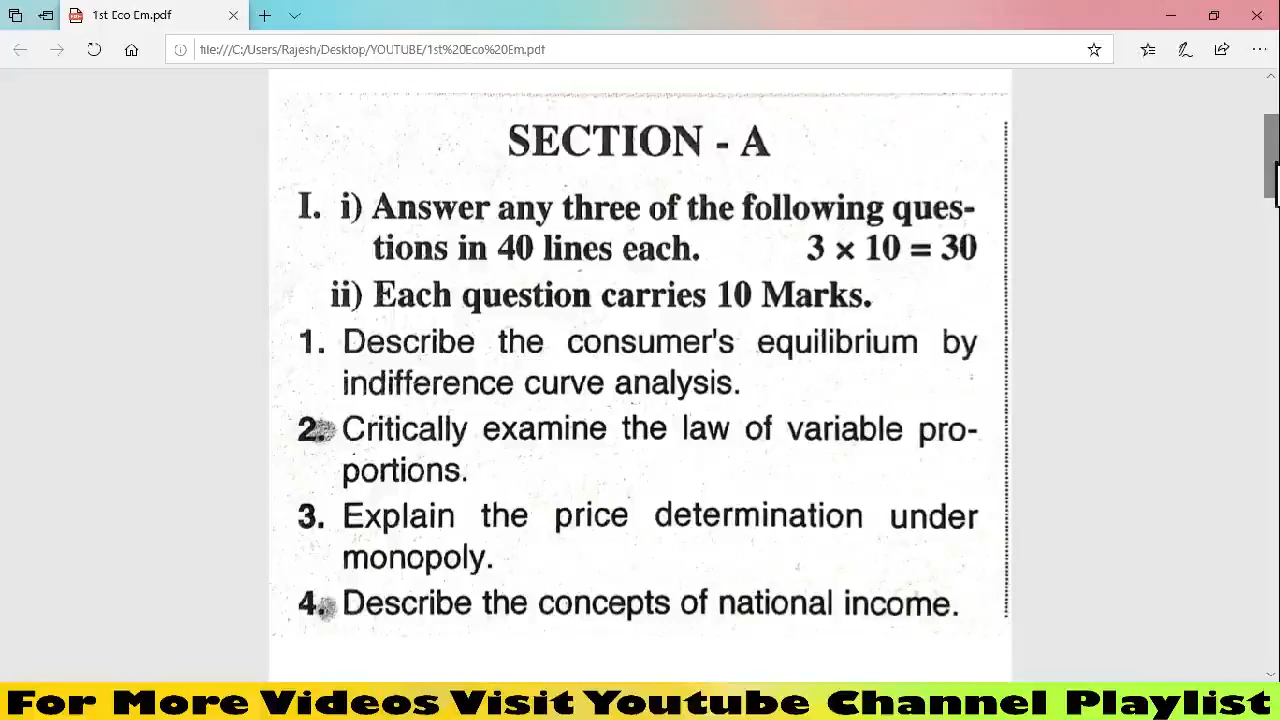 1st Eco Em.pdf
file:///C:/Users/Rajesh/Desktop/YOUTUBE/1st%20Eco%20Em.pdf
SECTION - A
I. i) Answer any three of the following ques-
tions in 40 lines each. 3 × 10 = 30
ii) Each question carries 10 Marks.
1. Describe the consumer's equilibrium by
indifference curve analysis.
2. Critically examine the law of variable pro-
portions.
3. Explain the price determination under
monopoly.
4. Describe the concepts of national income.
For More Videos Visit Youtube Channel Playlist